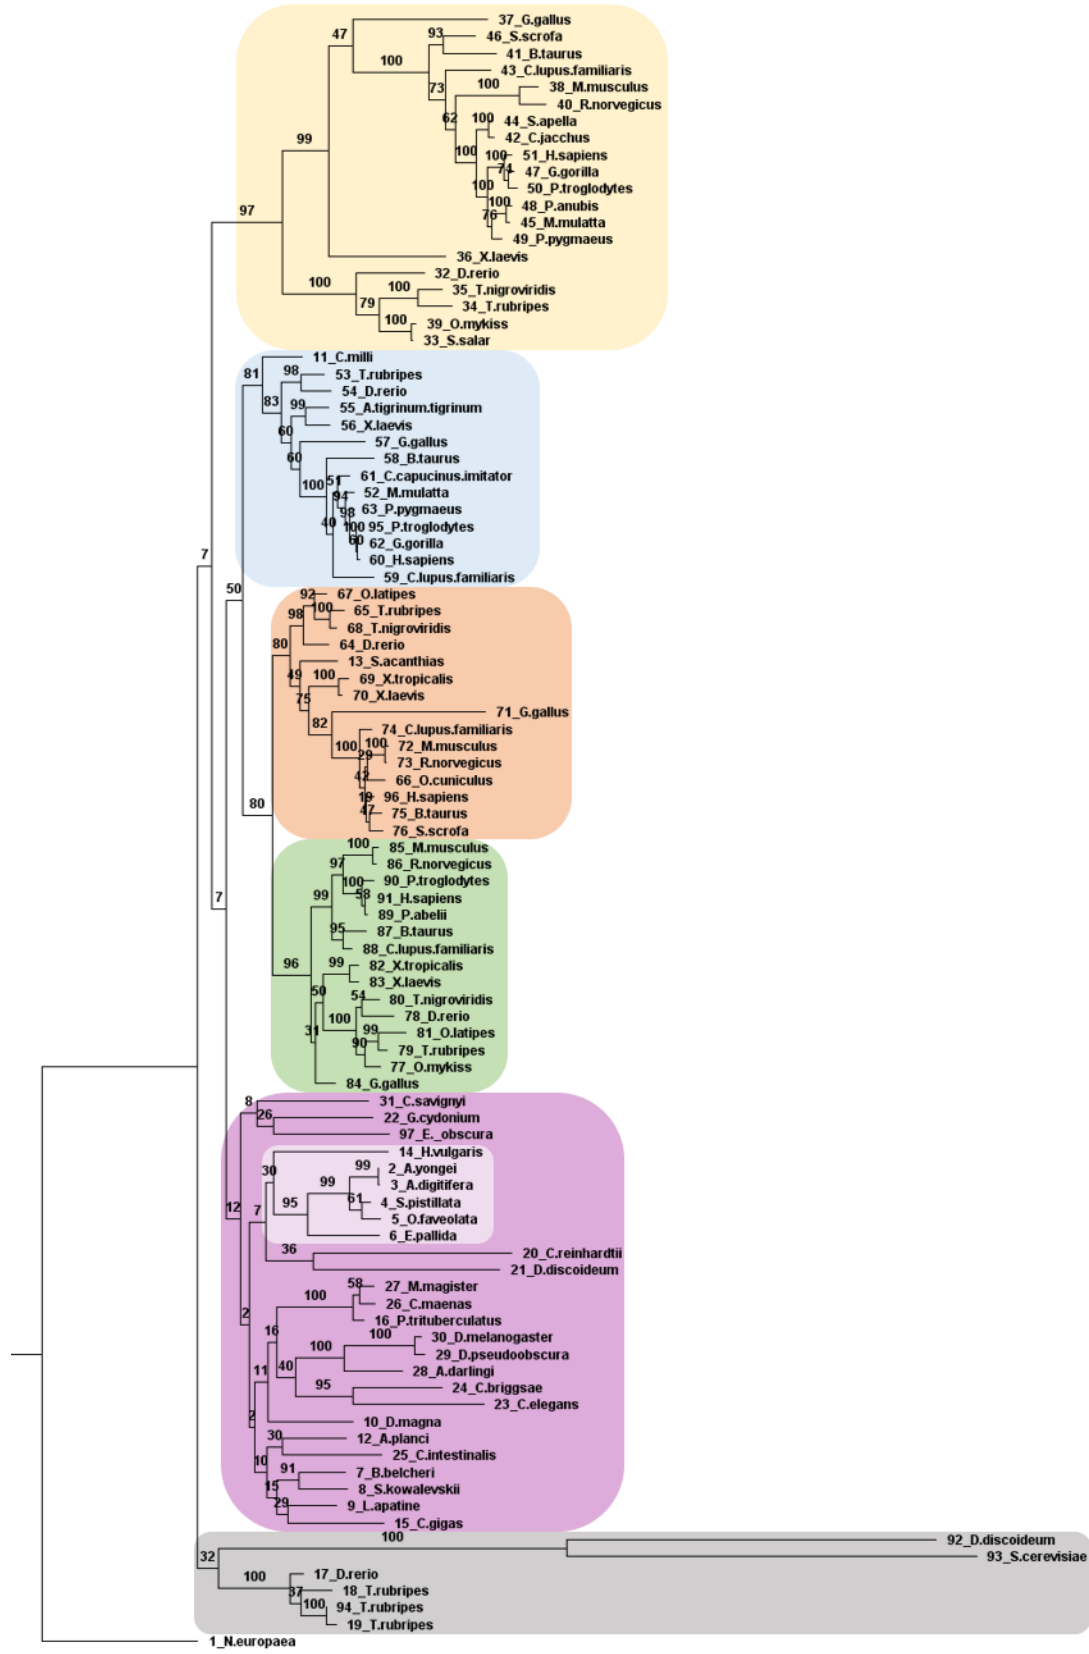 37_G.gallus
93
46_S.scrofa
47
41_B.taurus
100
43_C.lupus.familiaris
73
100
38_M.musculus
40_R.norvegicus
62
100
44_S.apella
99
42_C.jacchus
100
100
51_H.sapiens
74
47_G.gorilla
100
50_P.troglodytes
100
48_P.anubis
97
76
45_M.mulatta
49_P.pygmaeus
36_X.laevis
32_D.rerio
100
100
35_T.nigroviridis
79
34_T.rubripes
100
39_O.mykiss
33_S.salar
11_C.milli
81
98
53_T.rubripes
83
54_D.rerio
99
55_A.tigrinum.tigrinum
60
56_X.laevis
57_G.gallus
60
58_B.taurus
100
51
61_C.capucinus.imitator
94
52_M.mulatta
98
63_P.pygmaeus
40
100
95_P.troglodytes
60
62_G.gorilla
7
60_H.sapiens
59_C.lupus.familiaris
50
92
67_O.latipes
98
100
65_T.rubripes
68_T.nigroviridis
80
64_D.rerio
13_S.acanthias
49
100
69_X.tropicalis
75
70_X.laevis
71_G.gallus
82
74_C.lupus.familiaris
100
100
72_M.musculus
29
73_R.norvegicus
42
66_O.cuniculus
19
96_H.sapiens
80
47
75_B.taurus
76_S.scrofa
100
85_M.musculus
97
86_R.norvegicus
100
90_P.troglodytes
99
58
91_H.sapiens
7
89_P.abelii
95
87_B.taurus
88_C.lupus.familiaris
96
99
82_X.tropicalis
83_X.laevis
50
54
80_T.nigroviridis
100
78_D.rerio
31
99
81_O.latipes
90
79_T.rubripes
77_O.mykiss
84_G.gallus
8
31_C.savignyi
26
22_G.cydonium
97_E._obscura
14_H.vulgaris
30
99
2_A.yongei
99
3_A.digitifera
95
61
4_S.pistillata
12
7
5_O.faveolata
6_E.pallida
36
20_C.reinhardtii
21_D.discoideum
58
27_M.magister
100
26_C.maenas
2
16_P.trituberculatus
16
100
30_D.melanogaster
100
29_D.pseudoobscura
11
40
28_A.darlingi
95
24_C.briggsae
23_C.elegans
2
10_D.magna
30
12_A.planci
10
25_C.intestinalis
91
7_B.belcheri
15
8_S.kowalevskii
29
9_L.apatine
15_C.gigas
100
92_D.discoideum
32
93_S.cerevisiae
100
17_D.rerio
37
18_T.rubripes
100
94_T.rubripes
19_T.rubripes
1_N.europaea